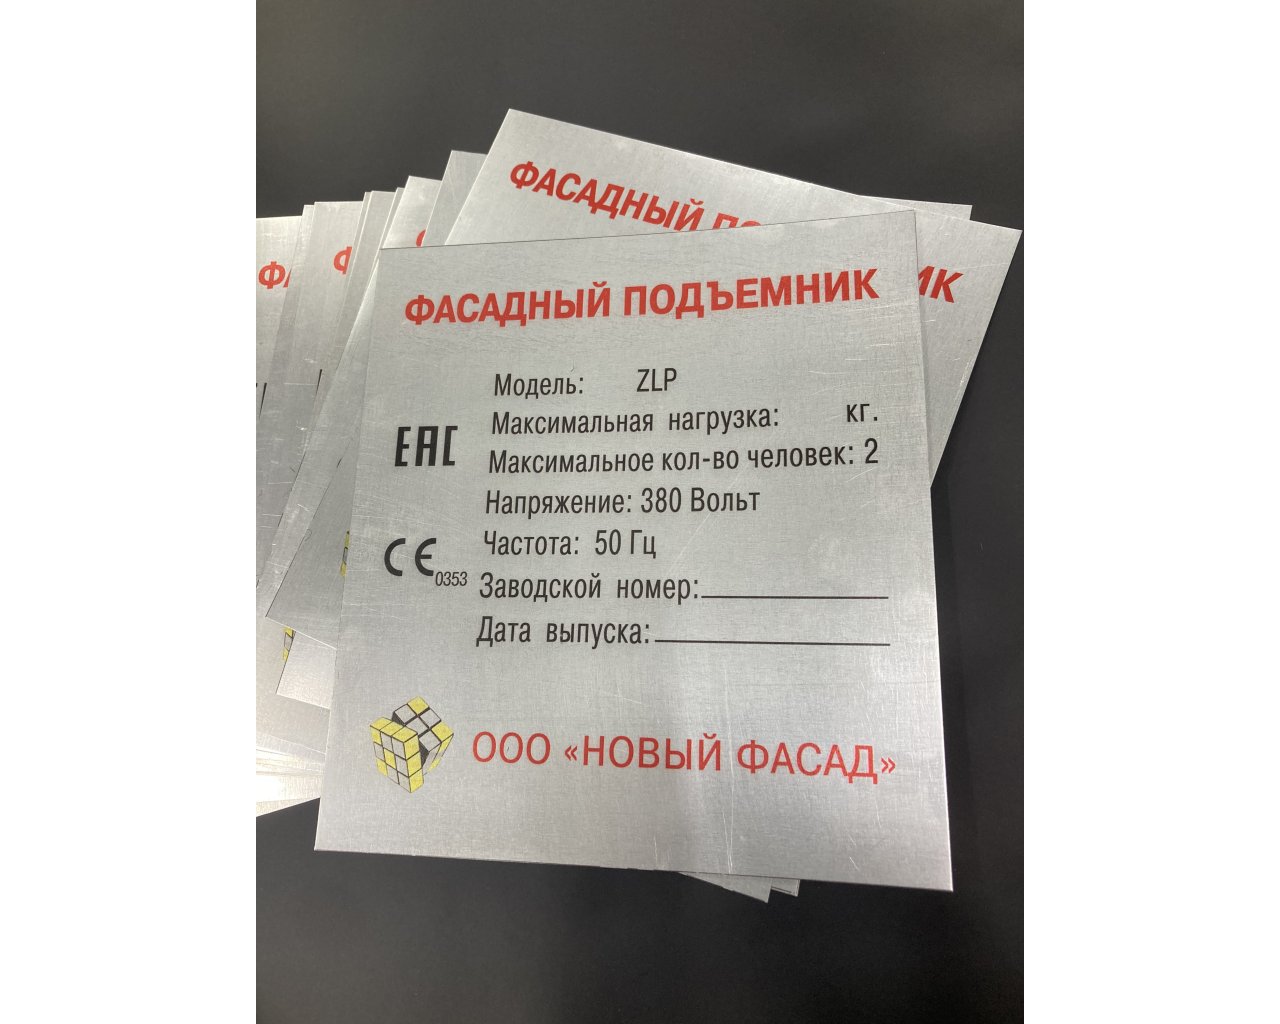 ФАСАДНЫЙ
ФАСАДНЫЙ ПОДЪЕМНИК
Модель: ZLP
Максимальная нагрузка: кг.
Максимальное кол-во человек: 2
Напряжение: 380 Вольт
Частота: 50 Гц
Заводской номер:
Дата выпуска:
EAC
CE 0353
ООО «НОВЫЙ ФАСАД»